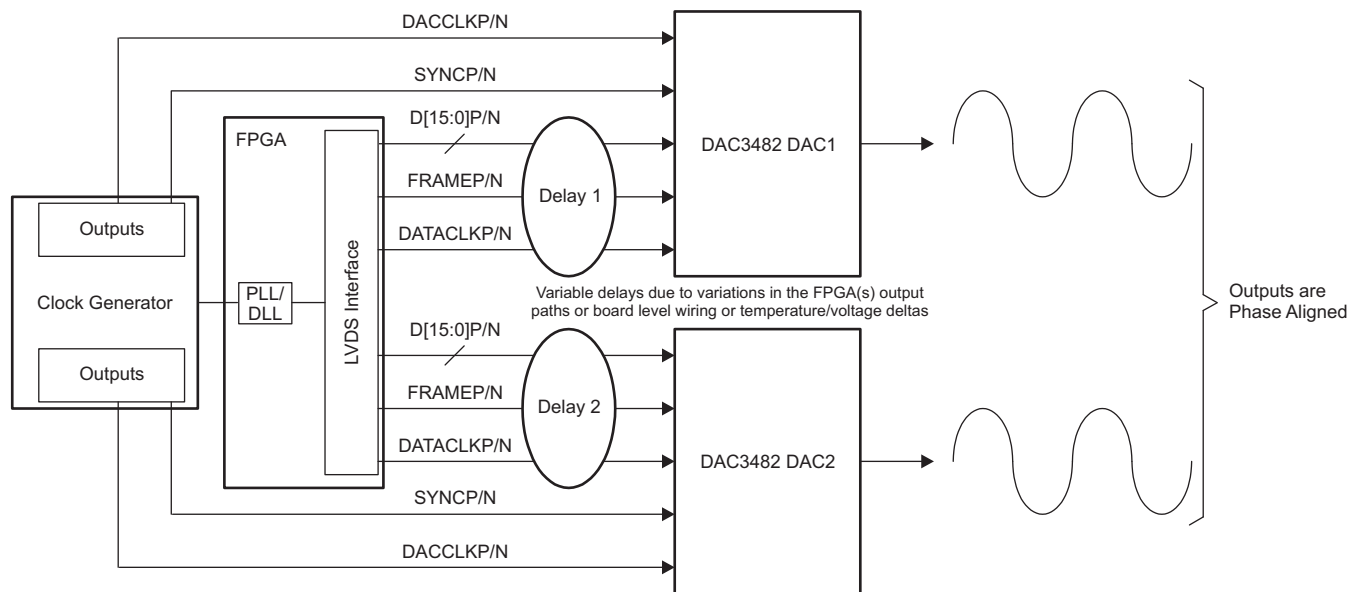 DACCLKP/N
SYNCP/N
D[15:0]P/N
FPGA
DAC3482 DAC1
FRAMEP/N
Delay 1
Outputs
DATACLKP/N
Clock Generator
PLL/
DLL
LVDS Interface
Variable delays due to variations in the FPGA(s) output
paths or board level wiring or temperature/voltage deltas
Outputs are
Phase Aligned
D[15:0]P/N
Outputs
FRAMEP/N
Delay 2
DATACLKP/N
DAC3482 DAC2
SYNCP/N
DACCLKP/N